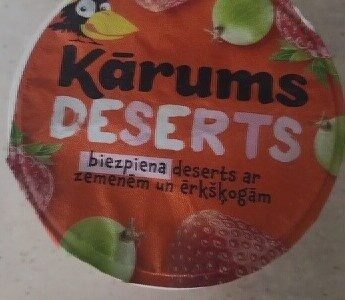 Kārums
DESERTS
biezpiena deserts ar
zemenēm un ērkšķogām